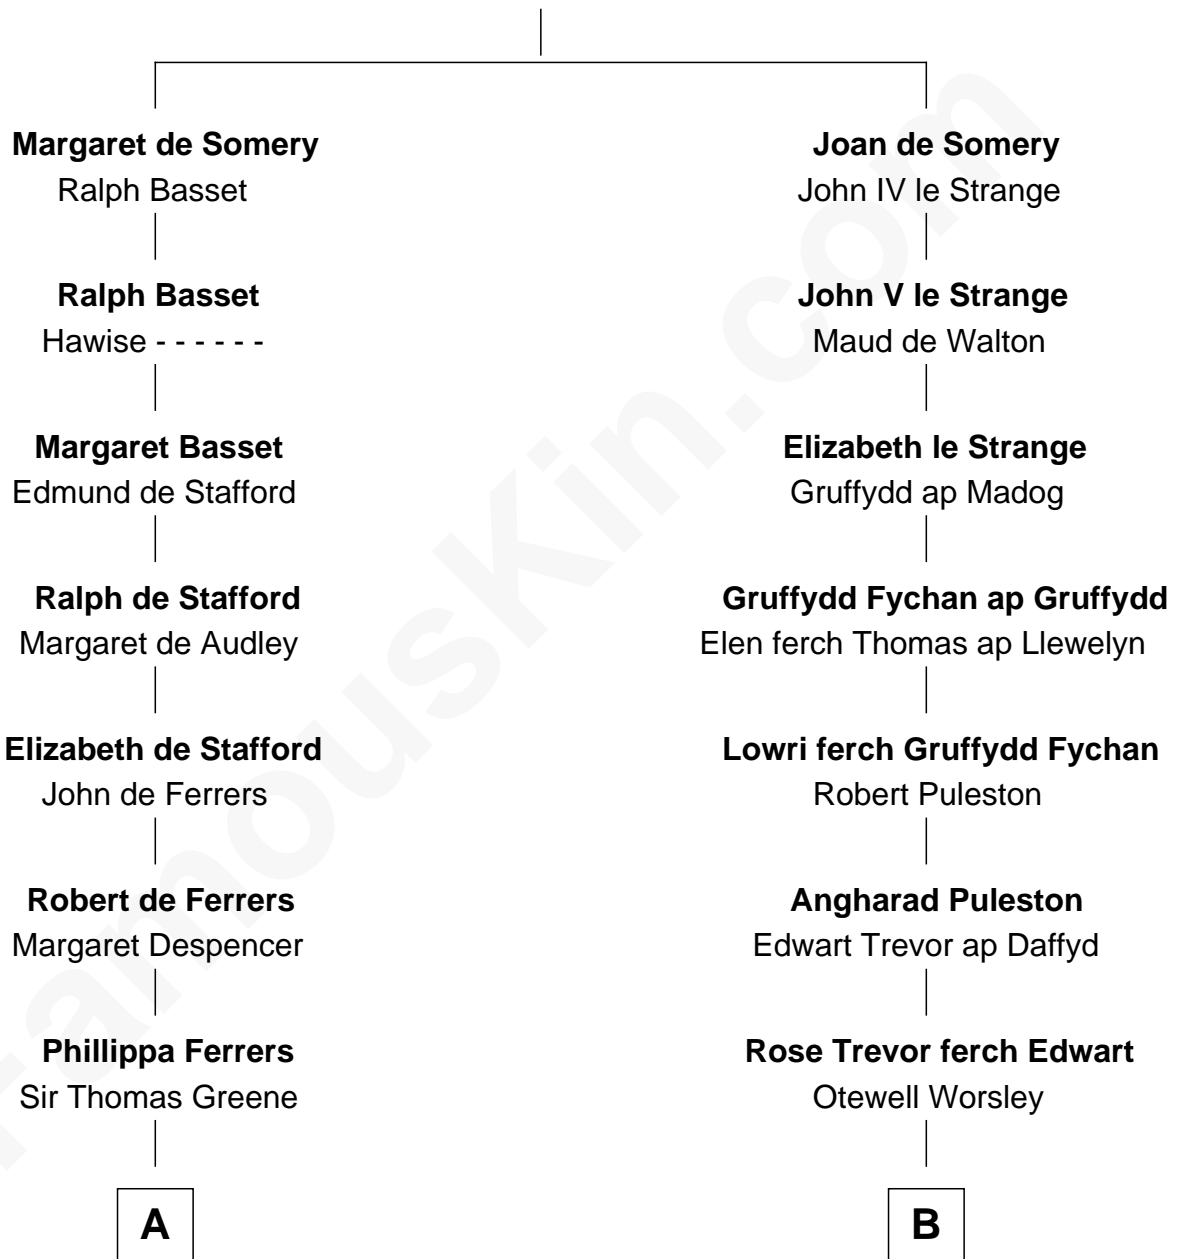 Margaret de Somery
Ralph Basset
Ralph Basset
Hawise - - - - - -
Margaret Basset
Edmund de Stafford
Ralph de Stafford
Margaret de Audley
Elizabeth de Stafford
John de Ferrers
Robert de Ferrers
Margaret Despencer
Phillippa Ferrers
Sir Thomas Greene
A
Joan de Somery
John IV le Strange
John V le Strange
Maud de Walton
Elizabeth le Strange
Gruffydd ap Madog
Gruffydd Fychan ap Gruffydd
Elen ferch Thomas ap Llewelyn
Lowri ferch Gruffydd Fychan
Robert Puleston
Angharad Puleston
Edwart Trevor ap Daffyd
Rose Trevor ferch Edwart
Otewell Worsley
B
FamousKin.com